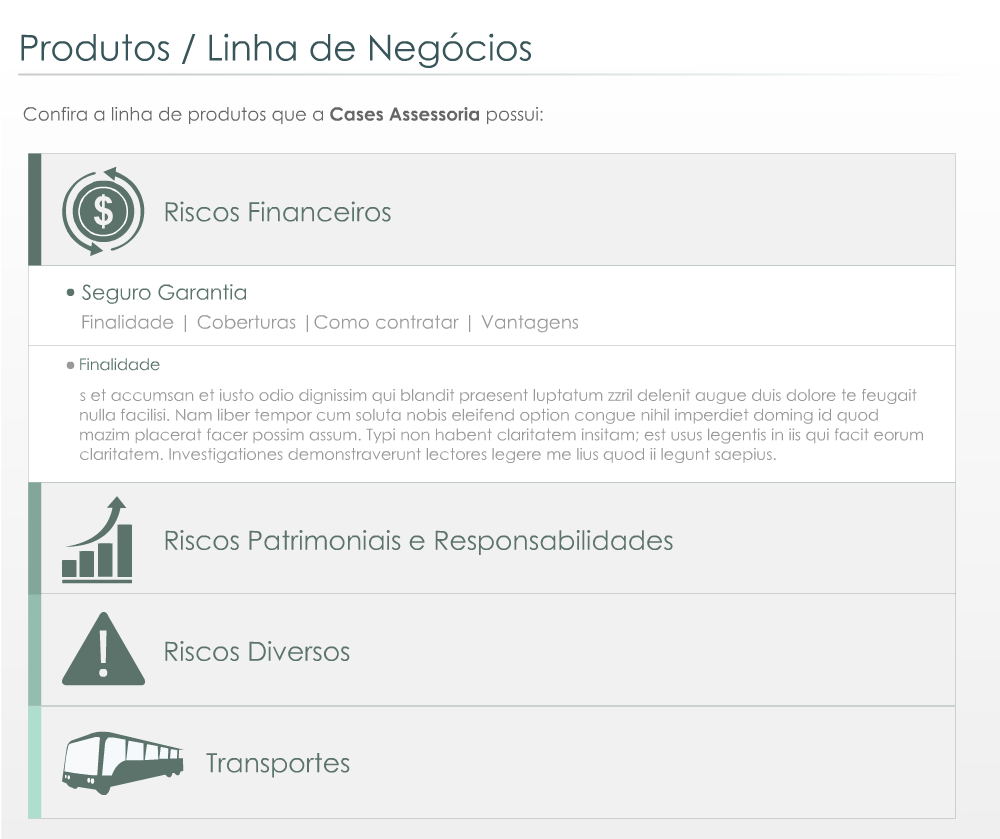 Produtos / Linha de Negócios
Confira a linha de produtos que a Cases Assessoria possui:
$
Riscos Financeiros
• Seguro Garantia
Finalidade | Coberturas |Como contratar | Vantagens
• Finalidade
s et accumsan et iusto odio dignissim qui blandit praesent luptatum zzril delenit augue duis dolore te feugait
nulla facilisi. Nam liber tempor cum soluta nobis eleifend option congue nihil imperdiet doming id quod
mazim placerat facer possim assum. Typi non habent claritatem insitam; est usus legentis in iis qui facit eorum
claritatem. Investigationes demonstraverunt lectores legere me lius quod ii legunt saepius.
Riscos Patrimoniais e Responsabilidades
!
Riscos Diversos
Transportes